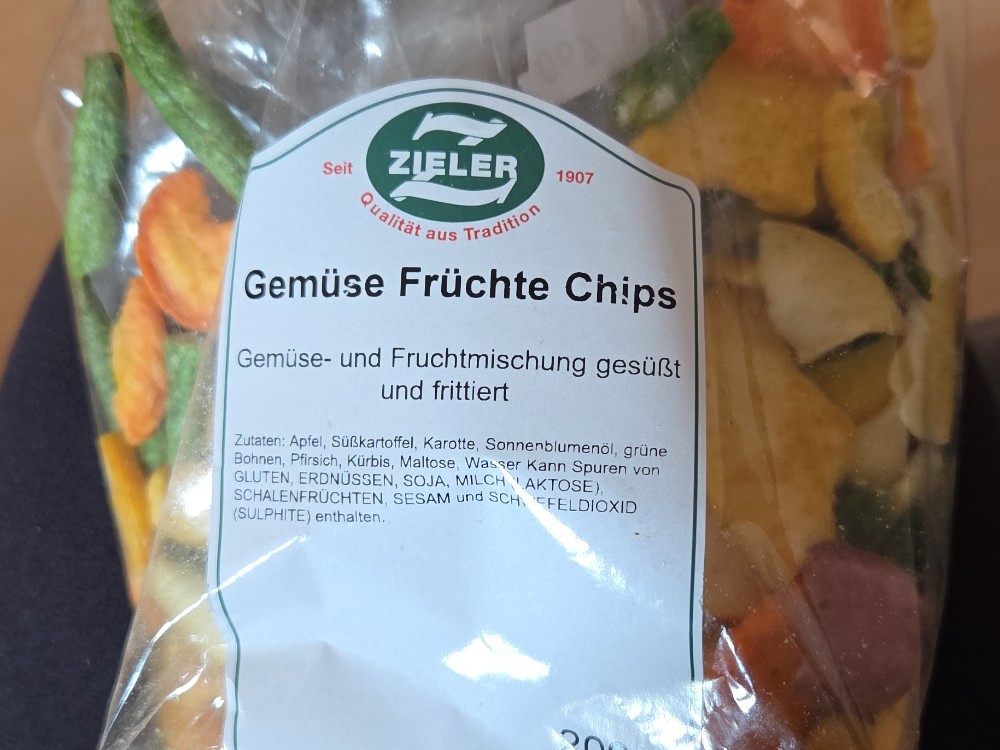 ZIELER
Seit 1907
Qualität aus Tradition
Gemüse Früchte Chips
Gemüse- und Fruchtmischung gesüßt
und frittiert
Zutaten: Apfel, Süßkartoffel, Karotte, Sonnenblumenöl, grüne
Bohnen, Pfirsich, Kürbis, Maltose, Wasser Kann Spuren von
GLUTEN, ERDNÜSSEN, SOJA, MILCH (LAKTOSE),
SCHALENFRÜCHTEN, SESAM und SCHWEFELDIOXID
(SULPHITE) enthalten.